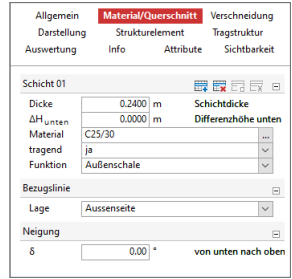 Allgemein Material/Querschnitt Verschneidung
Darstellung Strukturelement Tragstruktur
Auswertung Info Attribute Sichtbarkeit
Schicht 01
Dicke 0.2400 m Schichtdicke
ΔH unten 0.0000 m Differenzhöhe unten
Material C25/30 ...
tragend ja
Funktion Außenschale
Bezugslinie
Lage Aussenseite
Neigung
δ 0.00 ° von unten nach oben